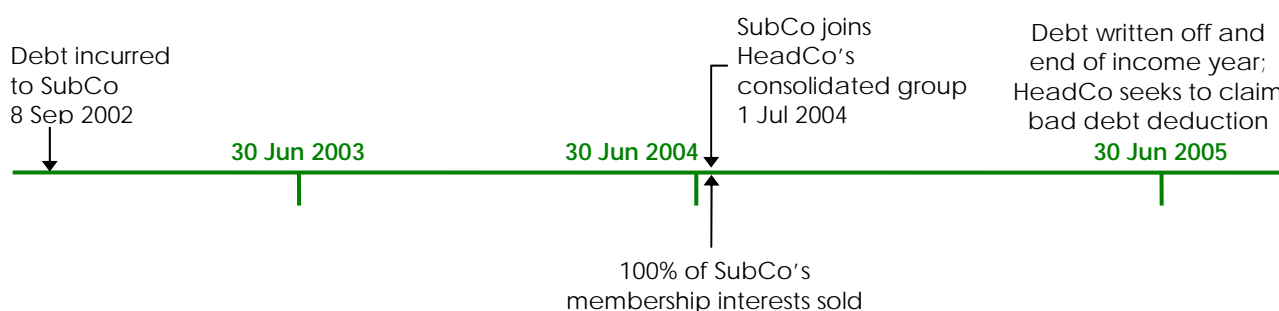 Debt incurred
to SubCo
8 Sep 2002
SubCo joins
HeadCo's
consolidated group
1 Jul 2004
Debt written off and
end of income year;
HeadCo seeks to claim
bad debt deduction
30 Jun 2003
30 Jun 2004
30 Jun 2005
100% of SubCo's
membership interests sold